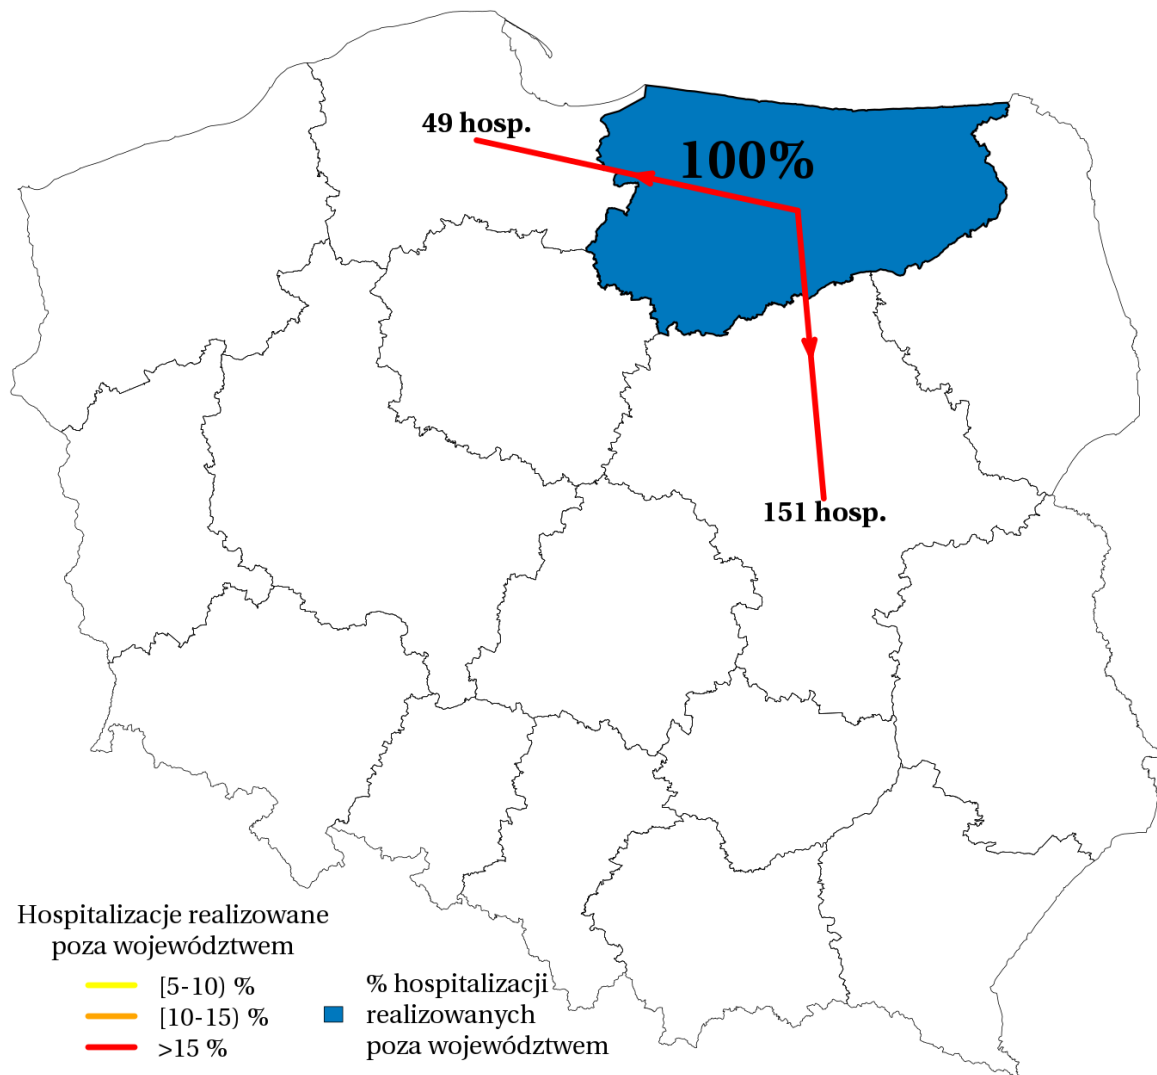 49 hosp.
100%
151 hosp.
Hospitalizacje realizowane
poza województwem
[5-10) %
[10-15) %
>15 %
% hospitalizacji
realizowanych
poza województwem